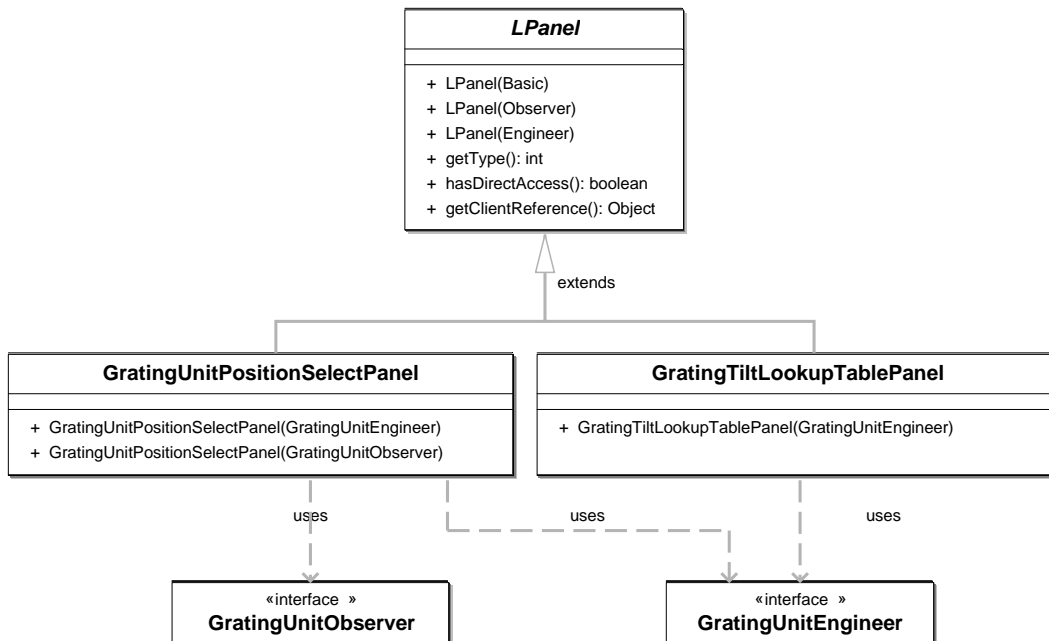 LPanel
+ LPanel(Basic)
+ LPanel(Observer)
+ LPanel(Engineer)
+ getType(): int
+ hasDirectAccess(): boolean
+ getClientReference(): Object
extends
GratingUnitPositionSelectPanel
+ GratingUnitPositionSelectPanel(GratingUnitEngineer)
+ GratingUnitPositionSelectPanel(GratingUnitObserver)
GratingTiltLookupTablePanel
+ GratingTiltLookupTablePanel(GratingUnitEngineer)
uses
uses
uses
«interface »
GratingUnitObserver
«interface »
GratingUnitEngineer